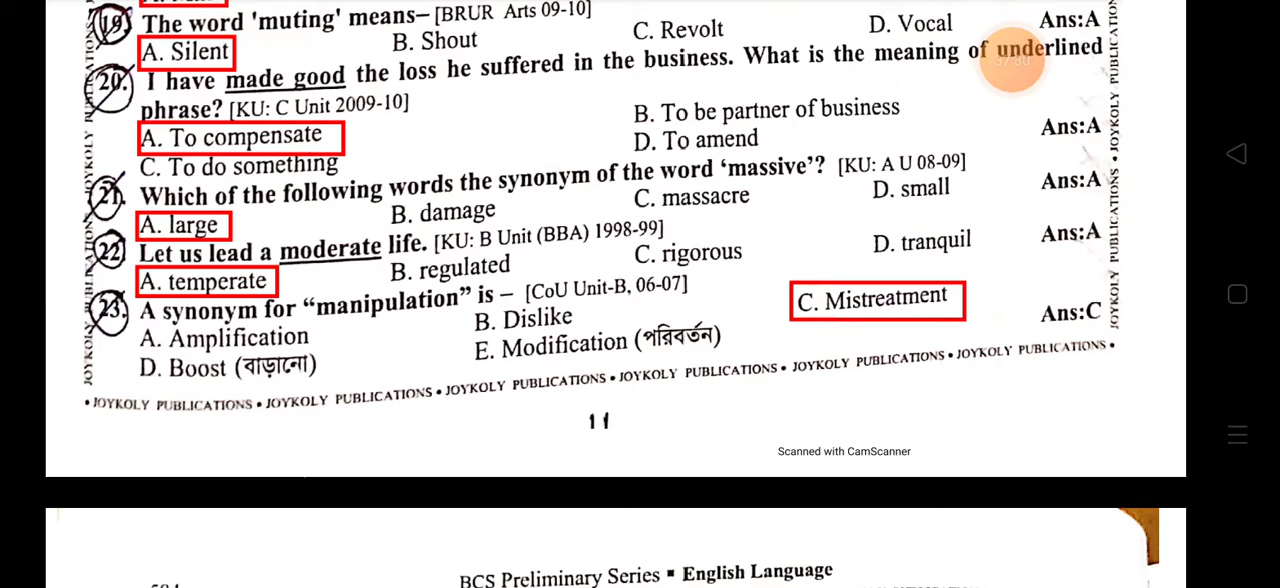 (19) The word 'muting' means– [BRUR Arts 09-10]
A. Silent B. Shout C. Revolt D. Vocal Ans:A
20. I have made good the loss he suffered in the business. What is the meaning of underlined
phrase? [KU: C Unit 2009-10]
A. To compensate B. To be partner of business
C. To do something D. To amend Ans:A
21. Which of the following words the synonym of the word ‘massive’? [KU: A U 08-09]
A. large B. damage C. massacre D. small Ans:A
22 Let us lead a moderate life. [KU: B Unit (BBA) 1998-99]
A. temperate B. regulated C. rigorous D. tranquil Ans:A
23. A synonym for “manipulation” is – [CoU Unit-B, 06-07]
A. Amplification B. Dislike C. Mistreatment
D. Boost (বাড়ানো) E. Modification (পরিবর্তন) Ans:C
• JOYKOLY PUBLICATIONS • JOYKOLY PUBLICATIONS • JOYKOLY PUBLICATIONS • JOYKOLY PUBLICATIONS • JOYKOLY PUBLICATIONS • JOYKOLY PUBLICATIONS •
JOYKOLY PUBLICATIONS • JOYKOLY PUBLICATIONS
11
Scanned with CamScanner
BCS Preliminary Series ▪ English Language
37:30